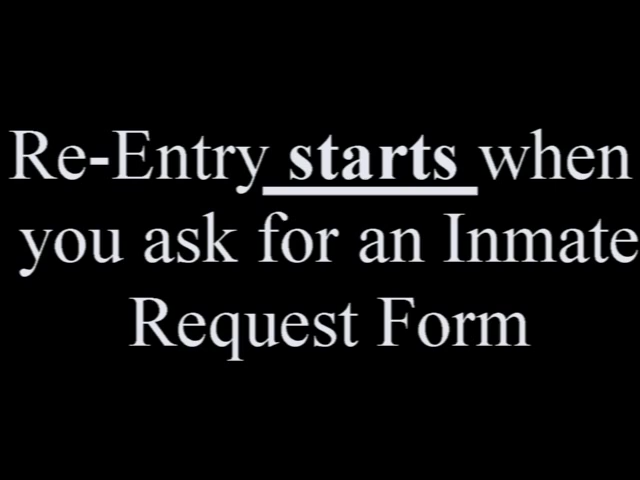 Re-Entry starts when
you ask for an Inmate
Request Form